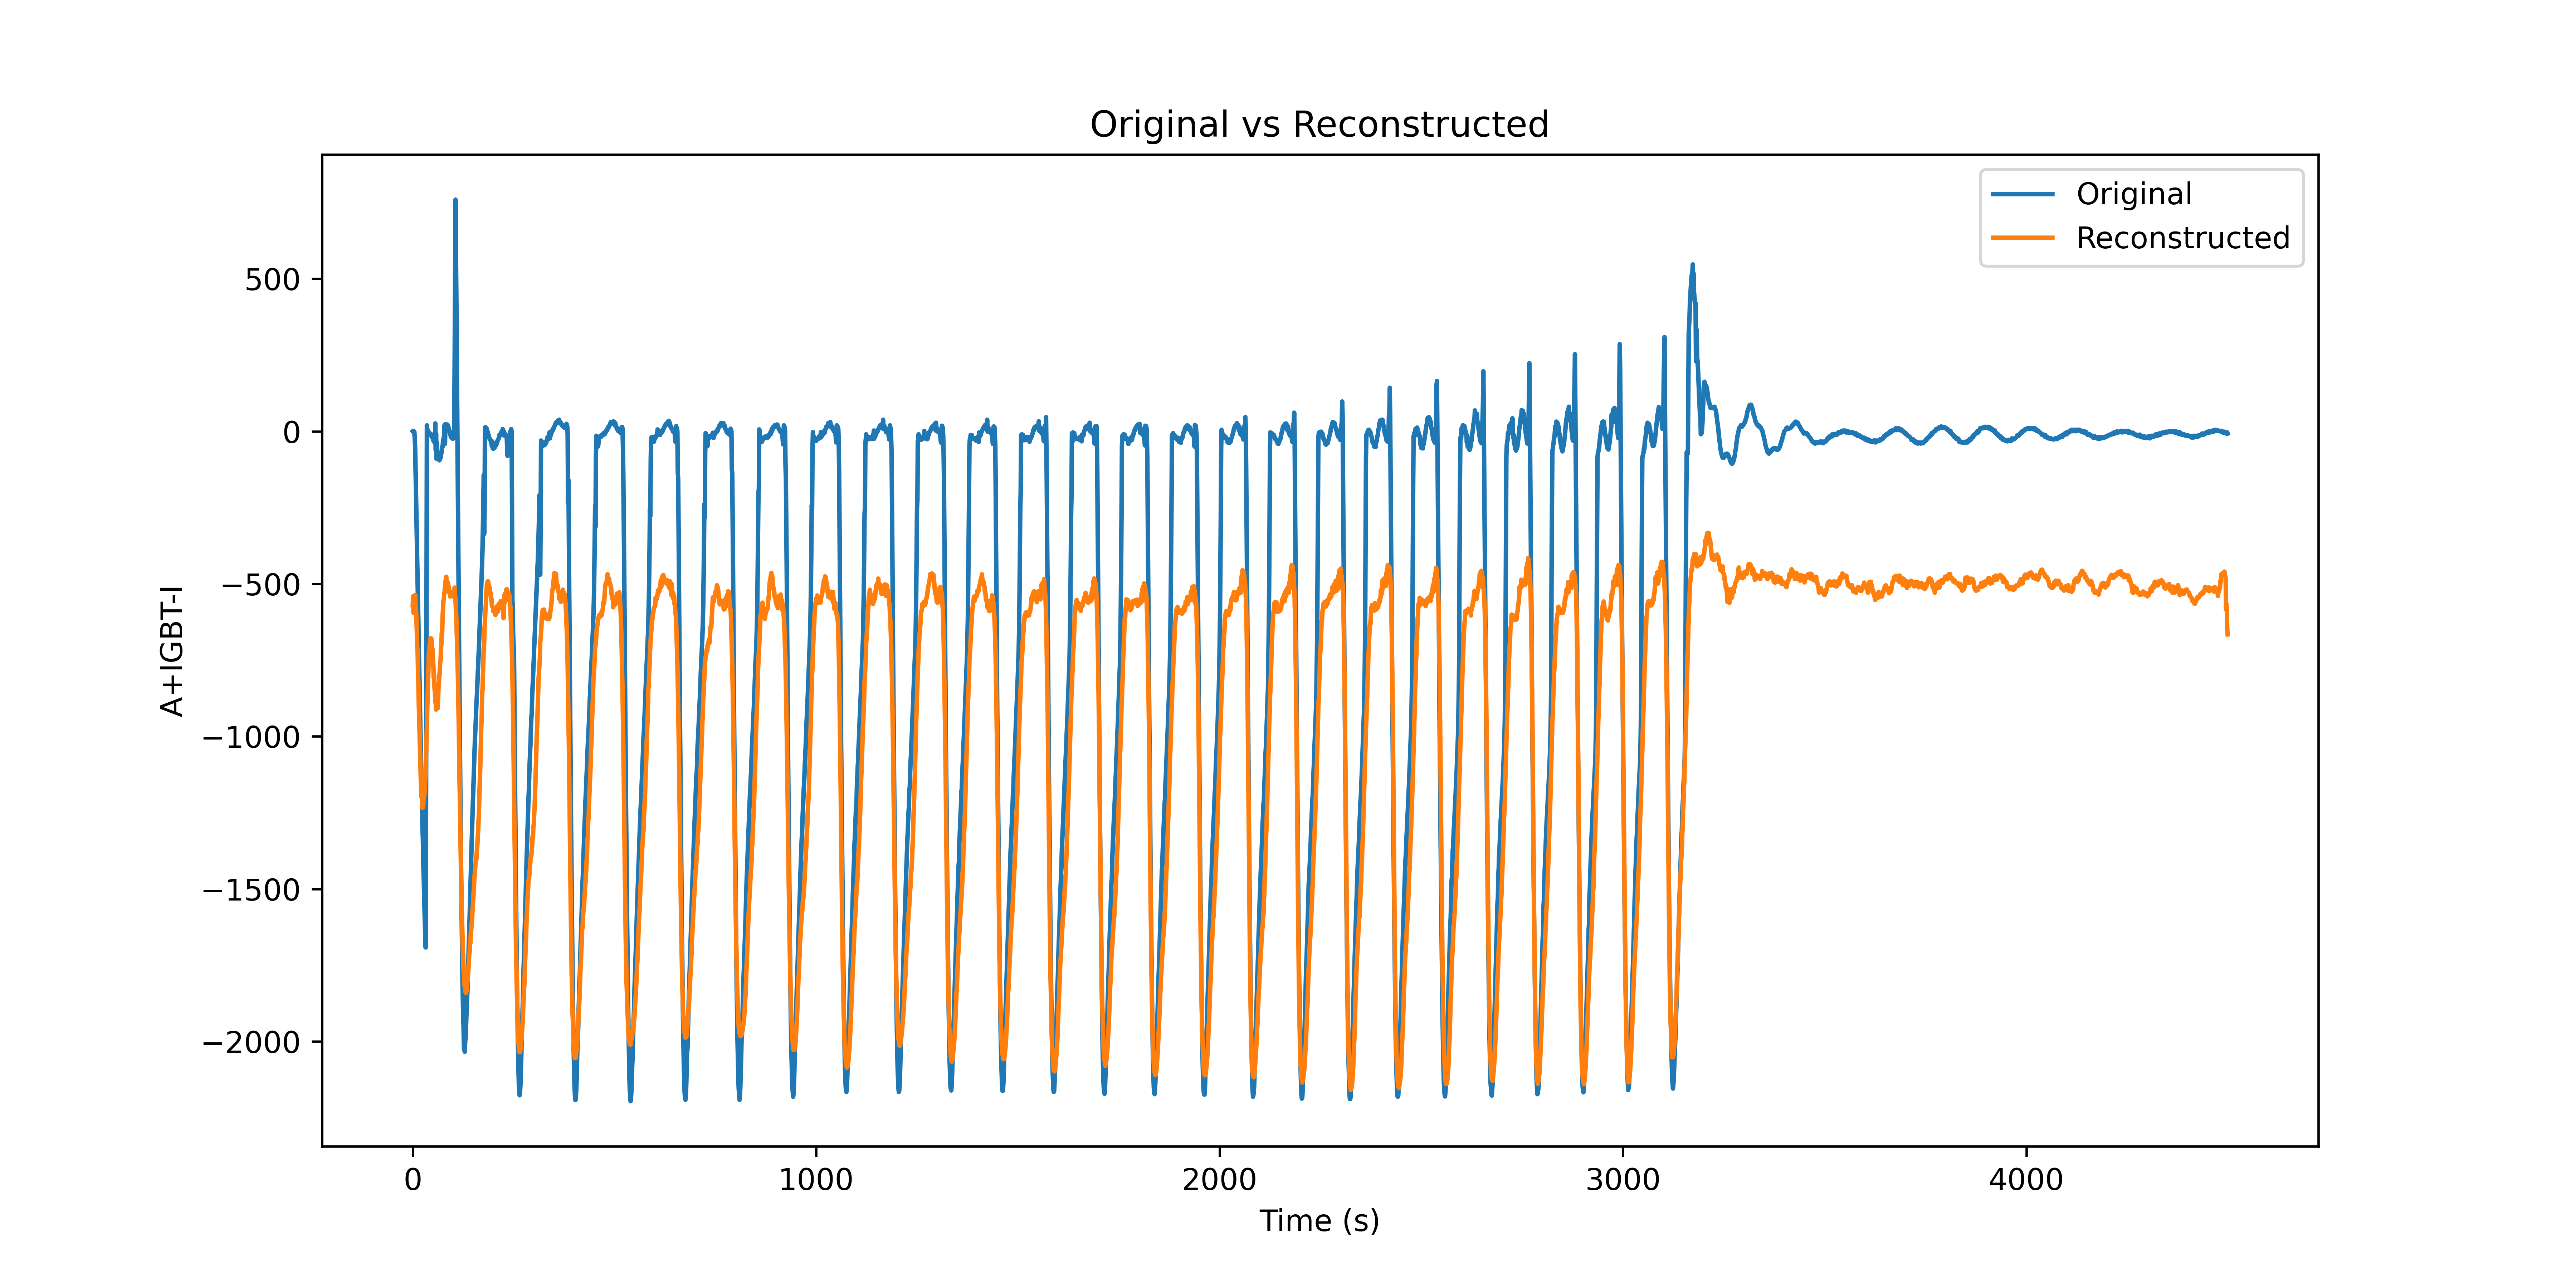 Original vs Reconstructed
Original
Reconstructed
500
0
−500
−1000
−1500
−2000
A+IGBT-I
0
1000
2000
3000
4000
Time (s)